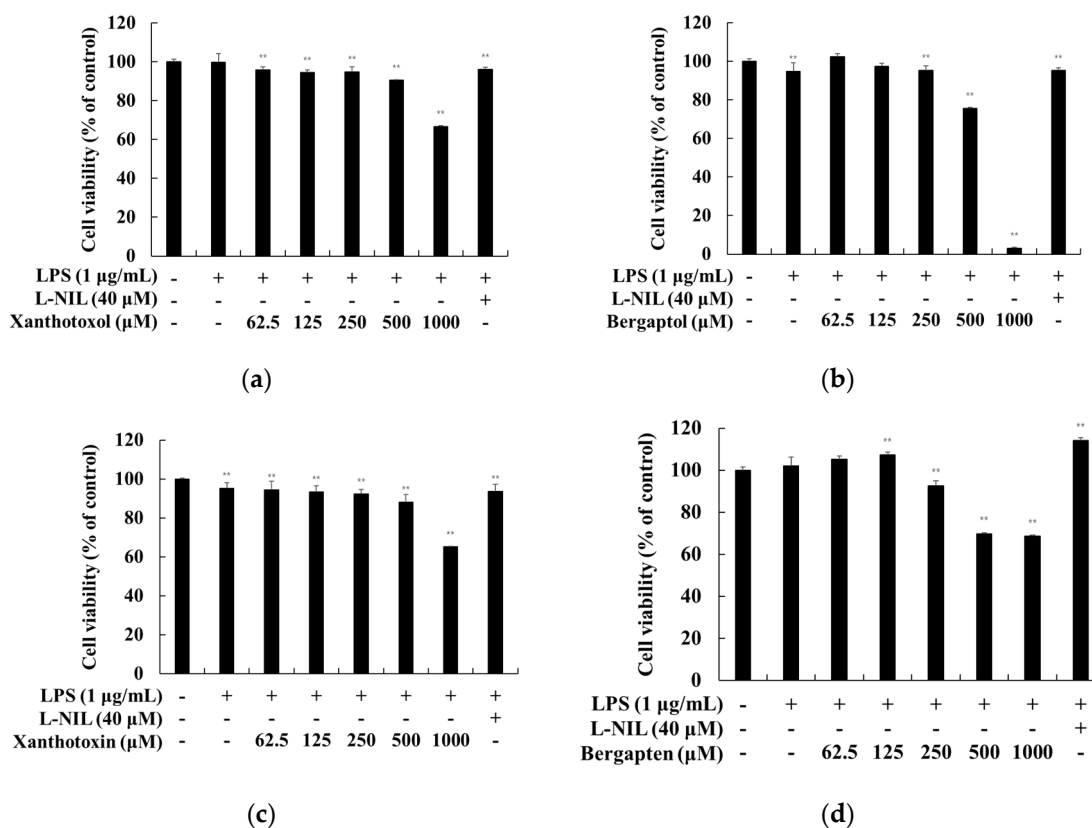 120
100
80
60
40
20
0
Cell viability (% of control)
** ** ** ** ** **
LPS (1 µg/mL) - + + + + + + +
L-NIL (40 µM) - - - - - - - +
Xanthotoxol (µM) - - 62.5 125 250 500 1000 -
(a)
120
100
80
60
40
20
0
Cell viability (% of control)
** ** ** ** **
LPS (1 µg/mL) - + + + + + + +
L-NIL (40 µM) - - - - - - - +
Bergaptol (µM) - - 62.5 125 250 500 1000 -
(b)
120
100
80
60
40
20
0
Cell viability (% of control)
** ** ** ** ** ** **
LPS (1 µg/mL) - + + + + + + +
L-NIL (40 µM) - - - - - - - +
Xanthotoxin (µM) - - 62.5 125 250 500 1000 -
(c)
120
100
80
60
40
20
0
Cell viability (% of control)
** ** ** ** **
LPS (1 µg/mL) - + + + + + + +
L-NIL (40 µM) - - - - - - - +
Bergapten (µM) - - 62.5 125 250 500 1000 -
(d)